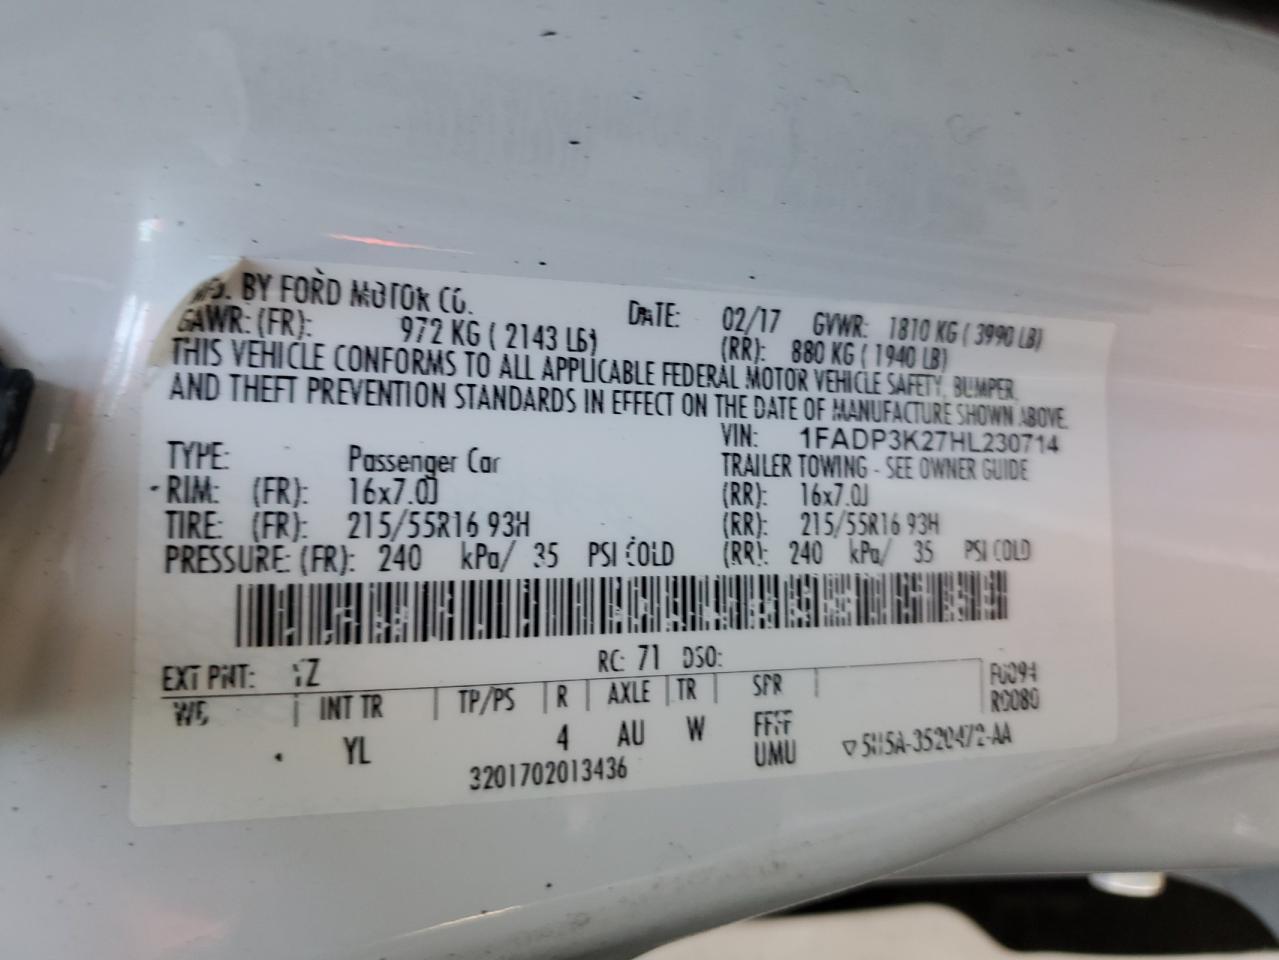 MFD. BY FORD MOTOR CO. DATE: 02/17 GVWR: 1810 KG ( 3990 LB)
GAWR: (FR): 972 KG ( 2143 LB) (RR): 880 KG ( 1940 LB)
THIS VEHICLE CONFORMS TO ALL APPLICABLE FEDERAL MOTOR VEHICLE SAFETY, BUMPER,
AND THEFT PREVENTION STANDARDS IN EFFECT ON THE DATE OF MANUFACTURE SHOWN ABOVE.
VIN: 1FADP3K27HL230714
TYPE: Passenger Car TRAILER TOWING - SEE OWNER GUIDE
RIM: (FR): 16x7.0J (RR): 16x7.0J
TIRE: (FR): 215/55R16 93H (RR): 215/55R16 93H
PRESSURE: (FR): 240 kPa/ 35 PSI COLD (RR): 240 kPa/ 35 PSI COLD
EXT PNT: RC: 71 DSO:
WB INT TR TP/PS R AXLE TR SPR R0080
YL 4 AU W UMU
3201702013436